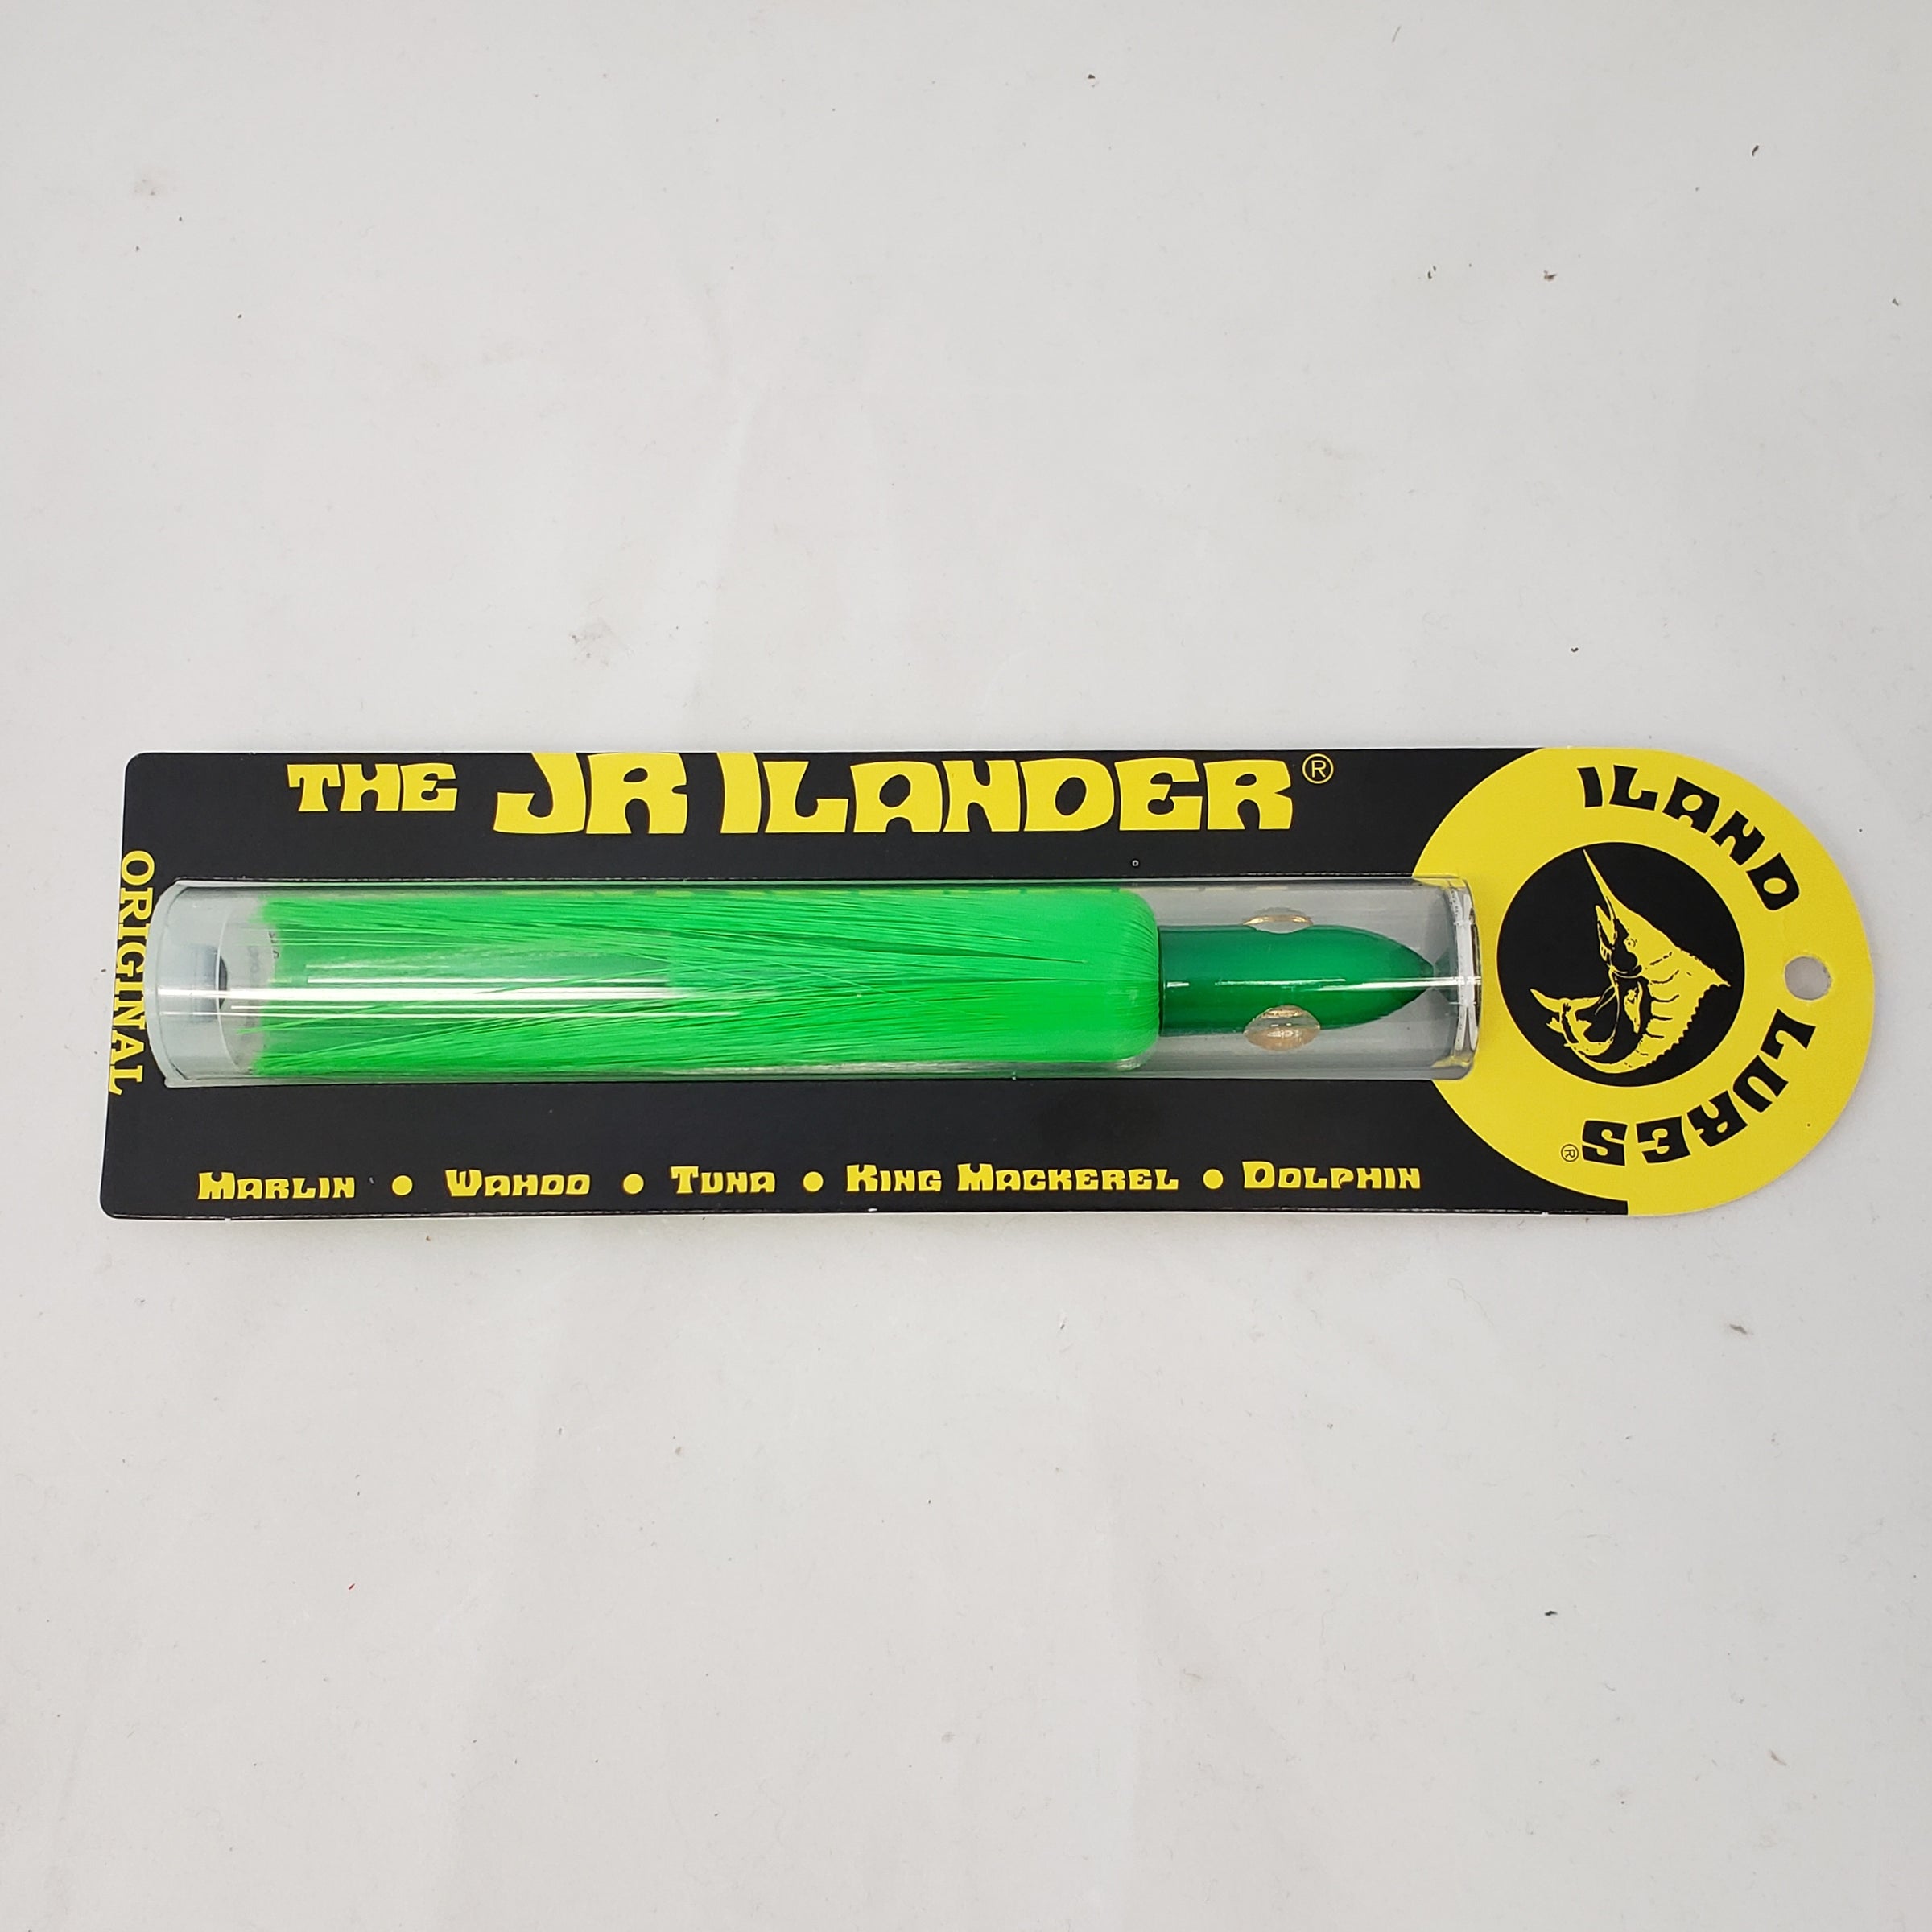 THE JR ILANDER®
ORIGINAL
ILAND LURES®
MARLIN • WAHOO • TUNA • KING MACKEREL • DOLPHIN